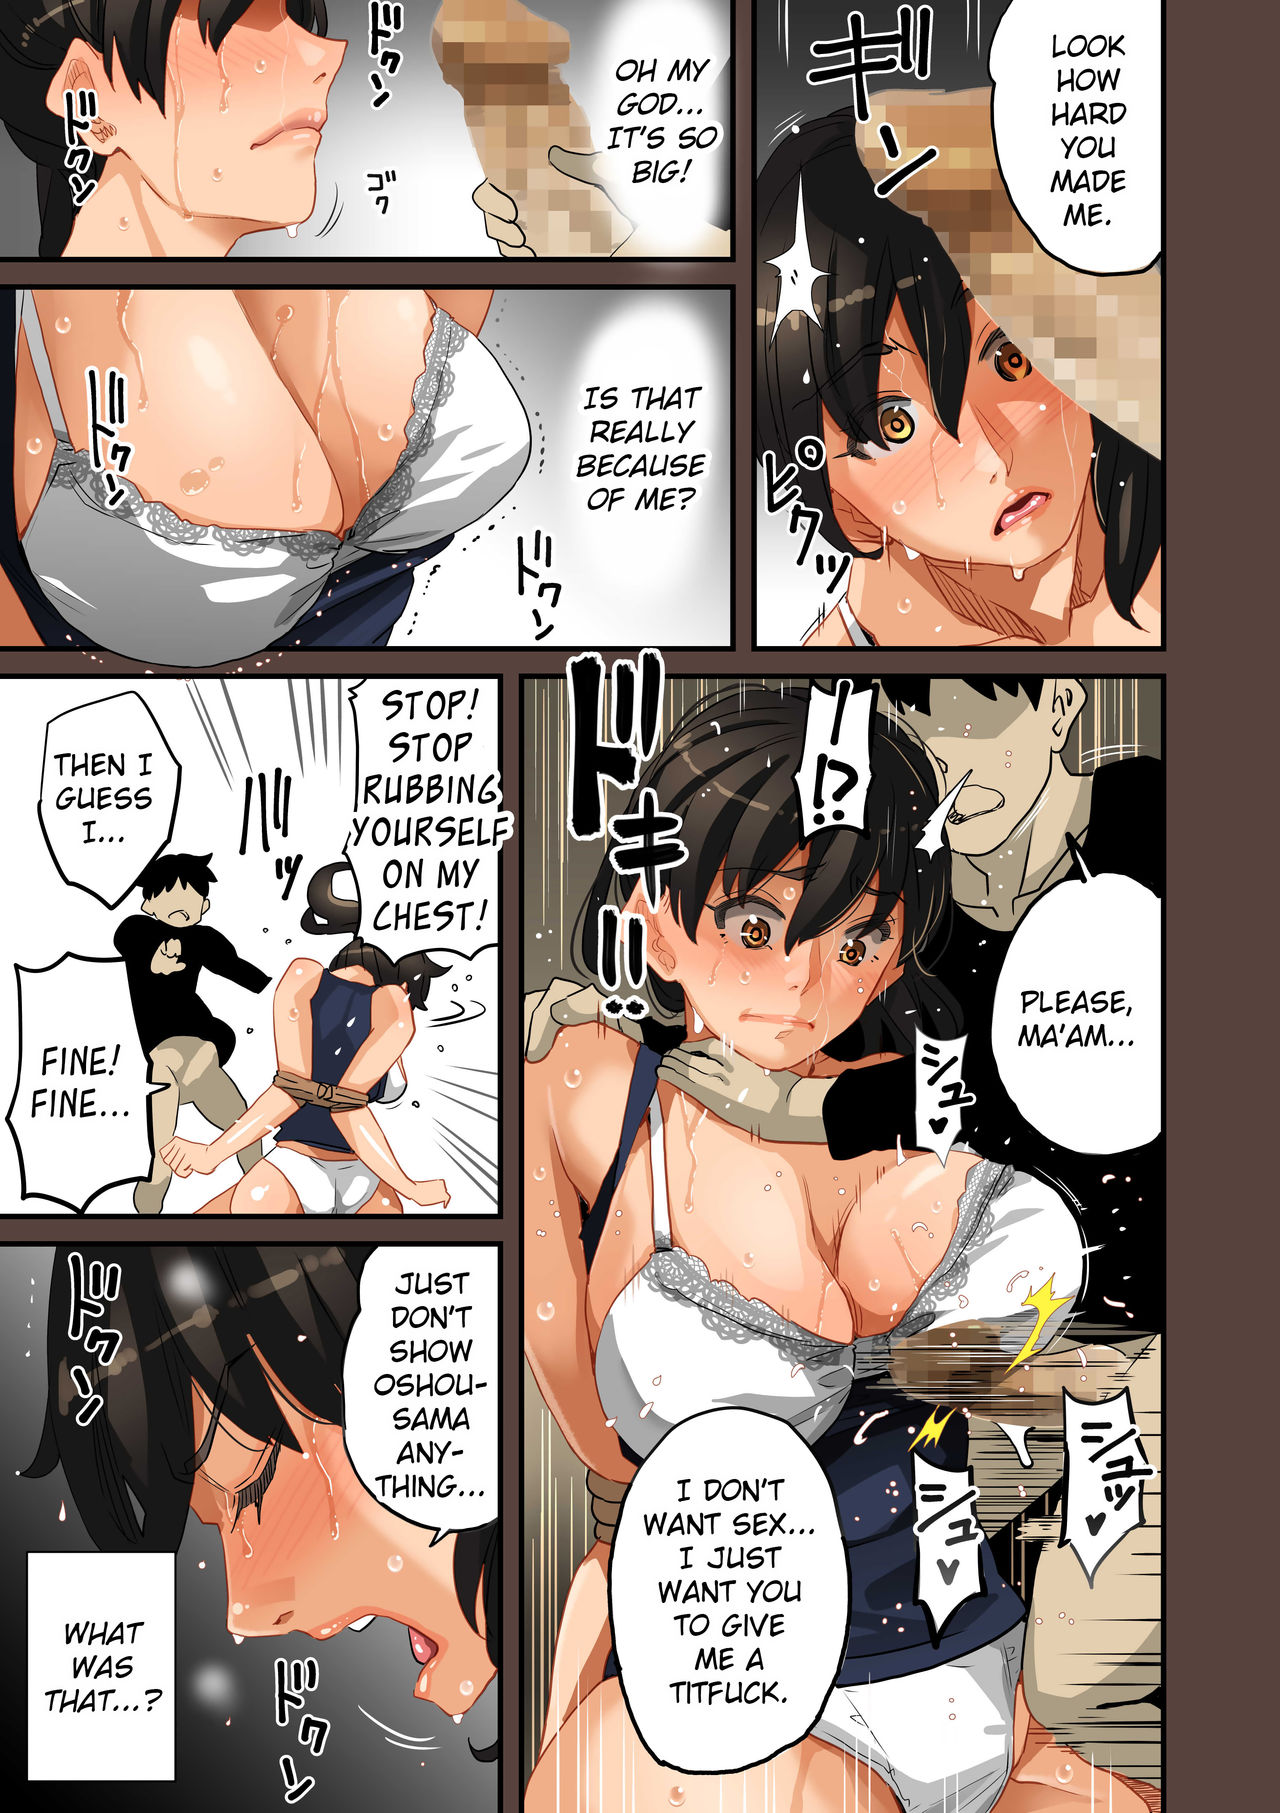 LOOK
HOW
HARD
YOU
MADE
ME.
ギン
ピクッ
OH MY
GOD...
IT'S SO
BIG!
ドクン
ドクン
ゴク
IS THAT
REALLY
BECAUSE
OF ME?
ドクン
ドクン
PLEASE,
MA'AM...
ー!?
ドキ!!
シュ♥
シュ♥
シュッ♥
I DON'T
WANT SEX...
I JUST
WANT YOU
TO GIVE
ME A
TITFUCK.
STOP!
STOP
RUBBING
YOURSELF
ON MY
CHEST!
バッ
THEN I
GUESS
I...
FINE!
FINE...
JUST
DON'T
SHOW
OSHOU-
SAMA
ANY-
THING...
ドクン
ドクン
WHAT
WAS
THAT...?